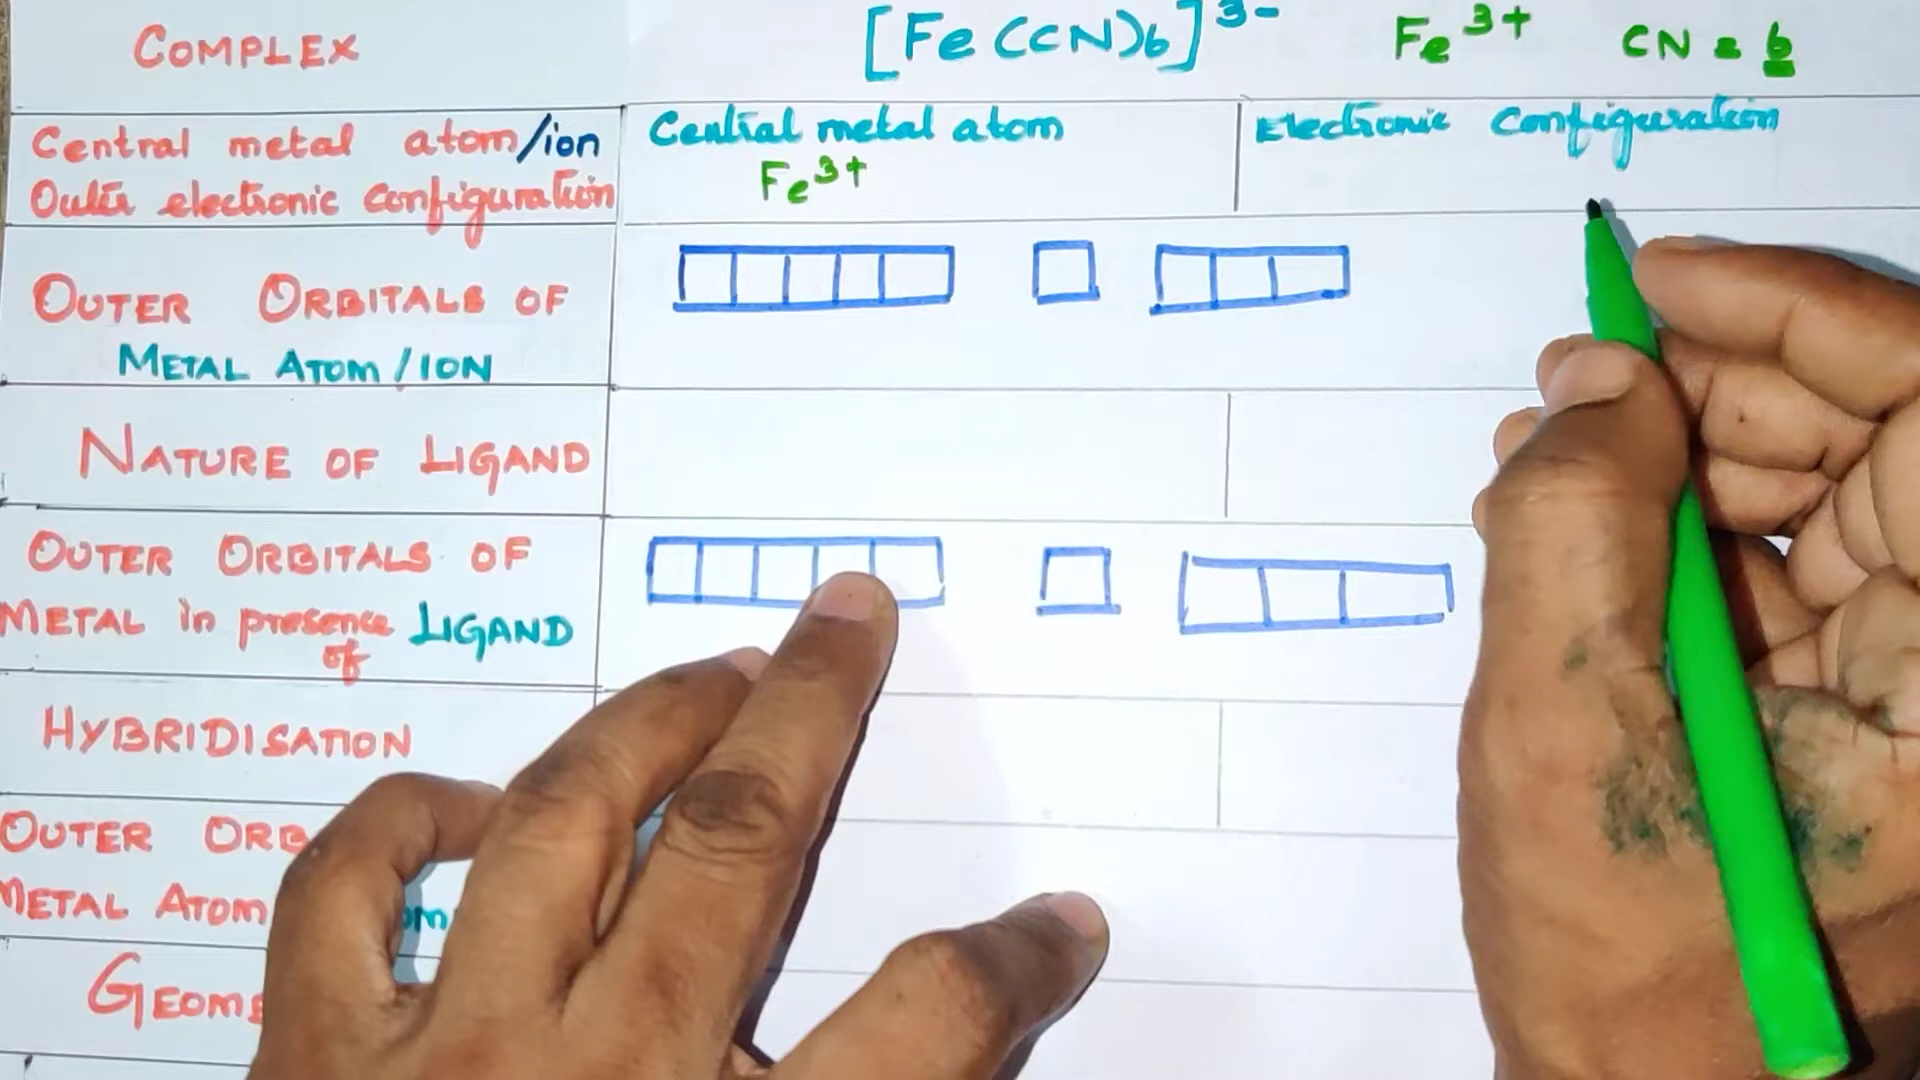 COMPLEX
[Fe(CN)6]3-
Fe3+
CN = 6
Central metal atom/ion
Outer electronic configuration
Central metal atom
Fe3+
Electronic Configuration
OUTER ORBITALS OF
METAL ATOM/ION
NATURE OF LIGAND
OUTER ORBITALS OF
METAL in presence of LIGAND
HYBRIDISATION
OUTER ORB
METAL ATOM
GEOM